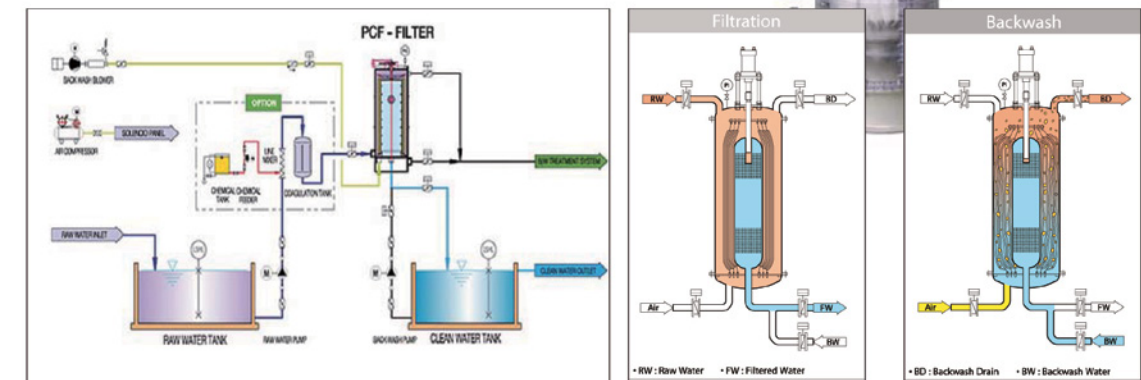 PCF - FILTER
BACK WASH BLOWER
OPTION
SOLENOID PANEL
AIR COMPRESSOR
LINE MIXER
CHEMICAL TANK
CHEMICAL FEEDER
COAGULATION TANK
B/W TREATMENT SYSTEM
RAW WATER INLET
M
M
CLEAN WATER OUTLET
RAW WATER TANK
RAW WATER PUMP
BACK WASH PUMP
CLEAN WATER TANK
Filtration
PI
RW
BD
Air
FW
BW
• RW : Raw Water • FW : Filtered Water
Backwash
PI
RW
BD
Air
FW
BW
• BD : Backwash Drain • BW : Backwash Water